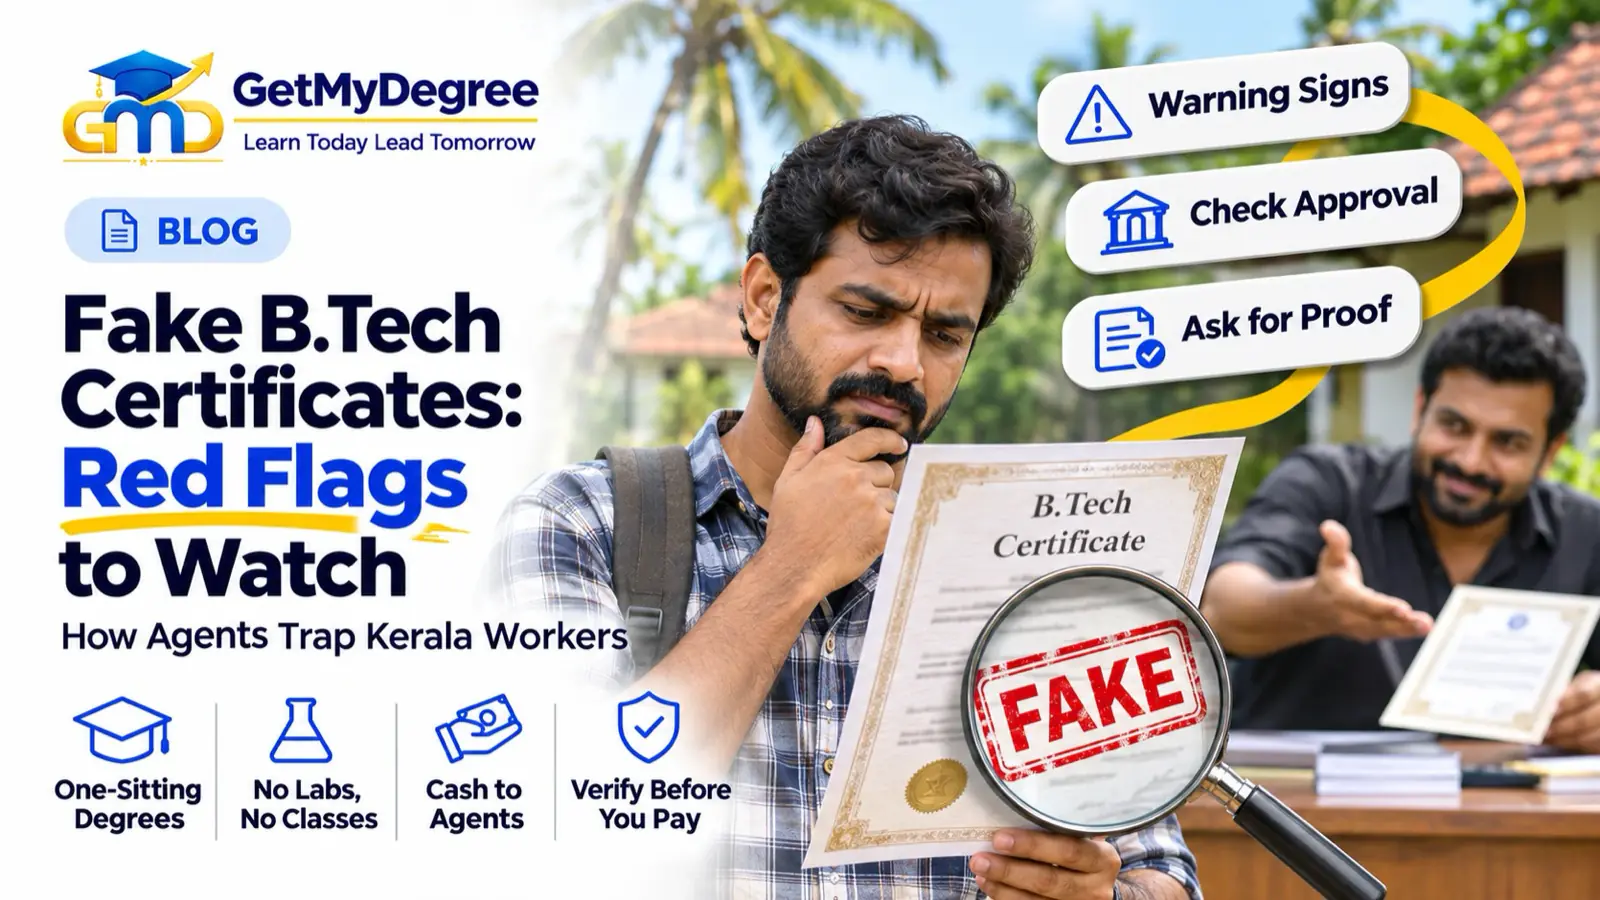 GMD
GetMyDegree
Learn Today Lead Tomorrow
BLOG
Fake B.Tech
Certificates:
Red Flags
to Watch
How Agents Trap Kerala Workers
One-Sitting
Degrees
No Labs,
No Classes
Cash to
Agents
Verify Before
You Pay
Warning Signs
Check Approval
Ask for Proof
B.Tech
Certificate
FAKE